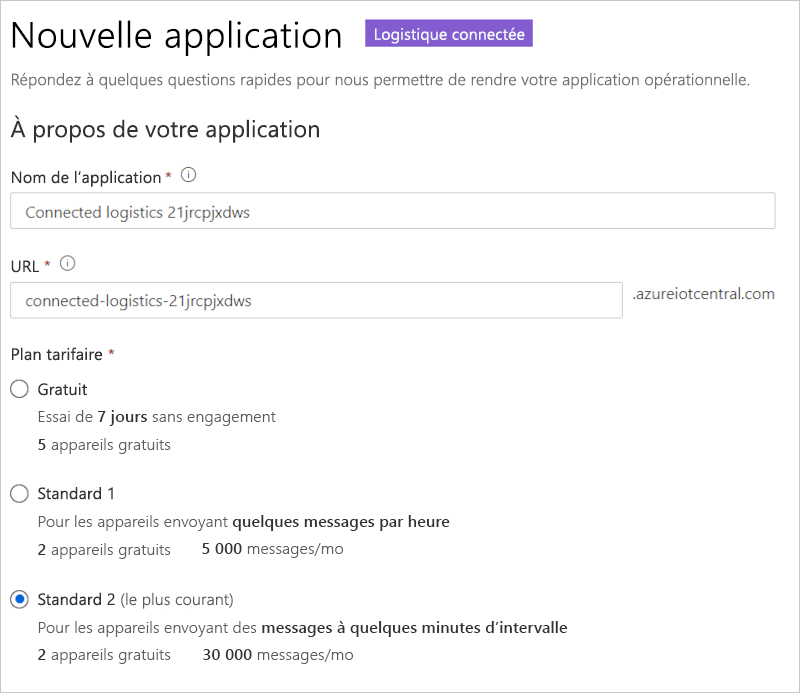 Nouvelle application Logistique connectée
Répondez à quelques questions rapides pour nous permettre de rendre votre application opérationnelle.
À propos de votre application
Nom de l’application *
Connected logistics 21jrcpjxdws
URL *
connected-logistics-21jrcpjxdws .azureiotcentral.com
Plan tarifaire *
Gratuit
Essai de 7 jours sans engagement
5 appareils gratuits
Standard 1
Pour les appareils envoyant quelques messages par heure
2 appareils gratuits 5 000 messages/mo
Standard 2 (le plus courant)
Pour les appareils envoyant des messages à quelques minutes d’intervalle
2 appareils gratuits 30 000 messages/mo